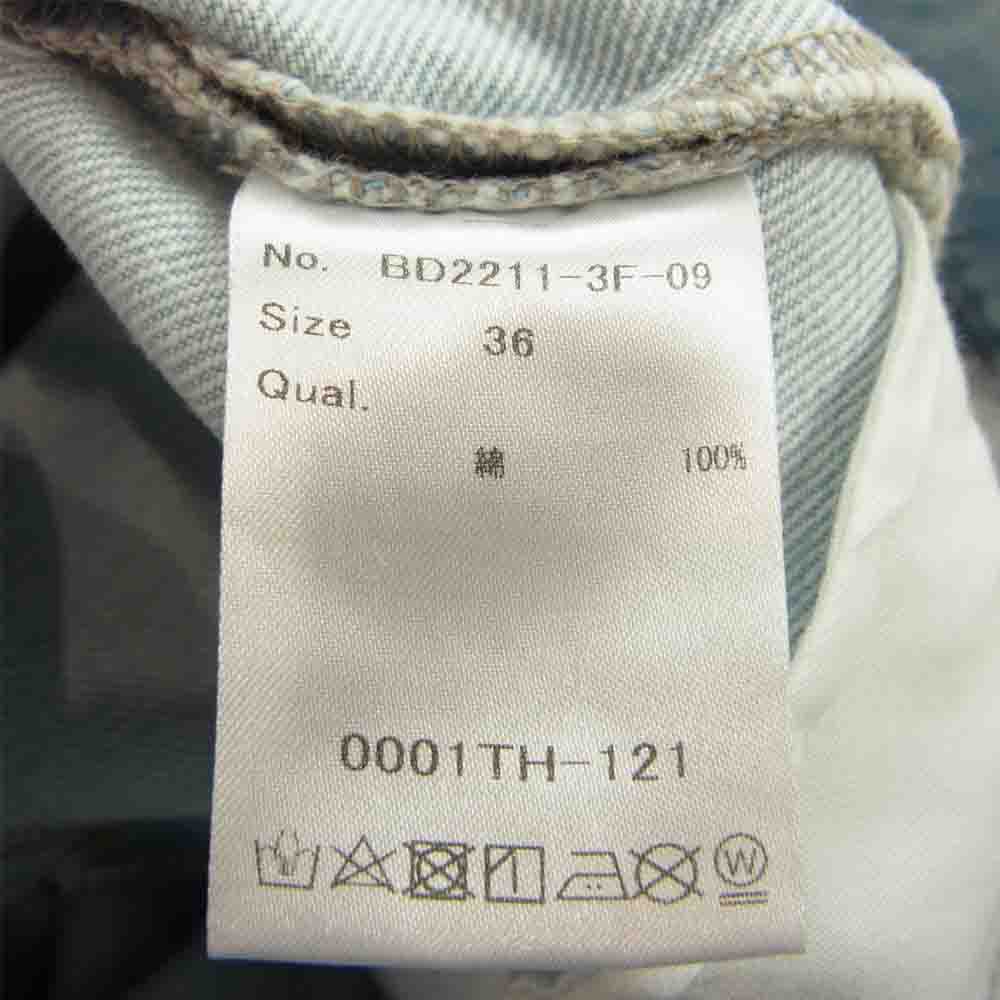 No. BD2211-3F-09
Size 36
Qual.
綿 100%
0001TH-121
W